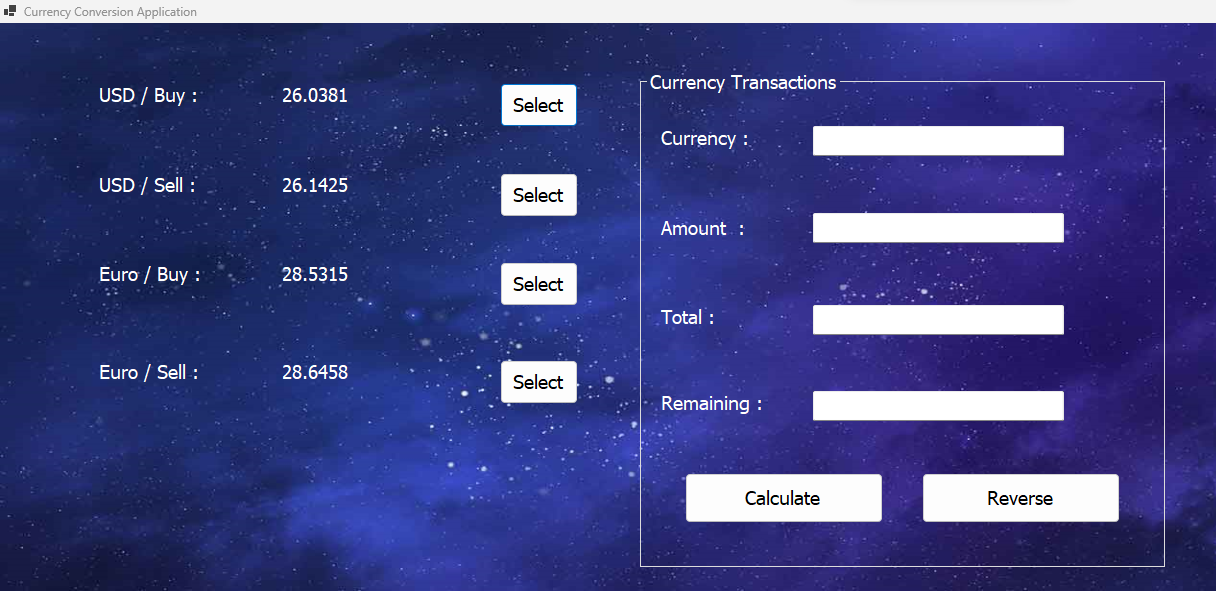 Currency Conversion Application
USD / Buy : 26.0381 Select
USD / Sell : 26.1425 Select
Euro / Buy : 28.5315 Select
Euro / Sell : 28.6458 Select
Currency Transactions
Currency :
Amount :
Total :
Remaining :
Calculate Reverse